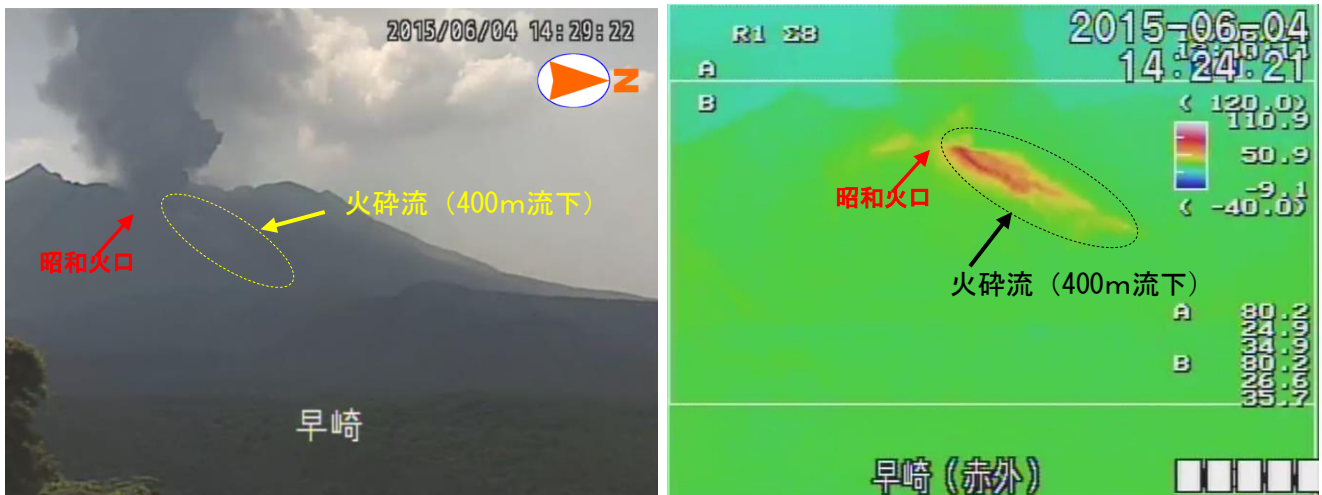 2015/06/04 14:29:22
N
火砕流（400m流下）
昭和火口
早崎
R1 Σ8
2015-06-04
14:24:21
A
B
( 120.0)
110.9
50.9
-9.1
( -40.0)
昭和火口
火砕流（400m流下）
A 80.2
24.9
34.9
B 80.2
26.6
35.7
早崎（赤外）